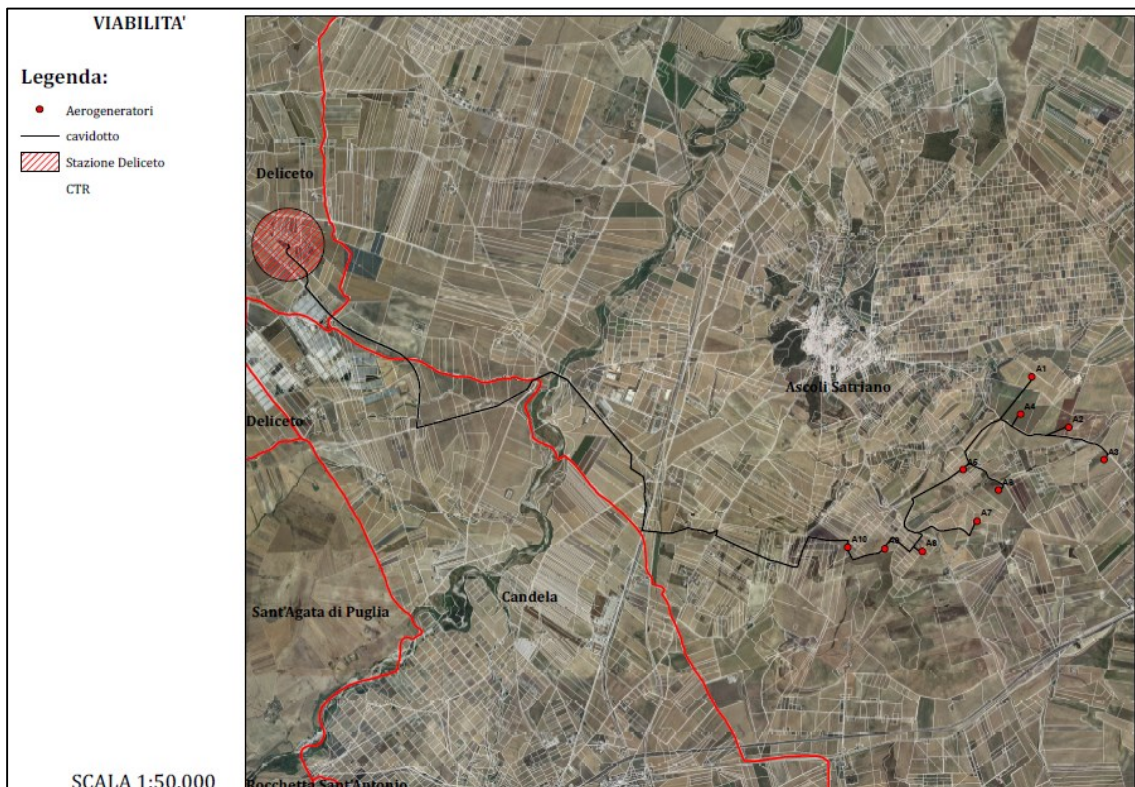 VIABILITA'
Legenda:
Aerogeneratori
cavidotto
Stazione Deliceto
CTR
SCALA 1:50.000
Deliceto
Ascoli Satriano
A1
A4
A2
A3
A5
A7
A10
A9
A8
Deliceto
Candela
Sant'Agata di Puglia
Rocchetta Sant'Antonio